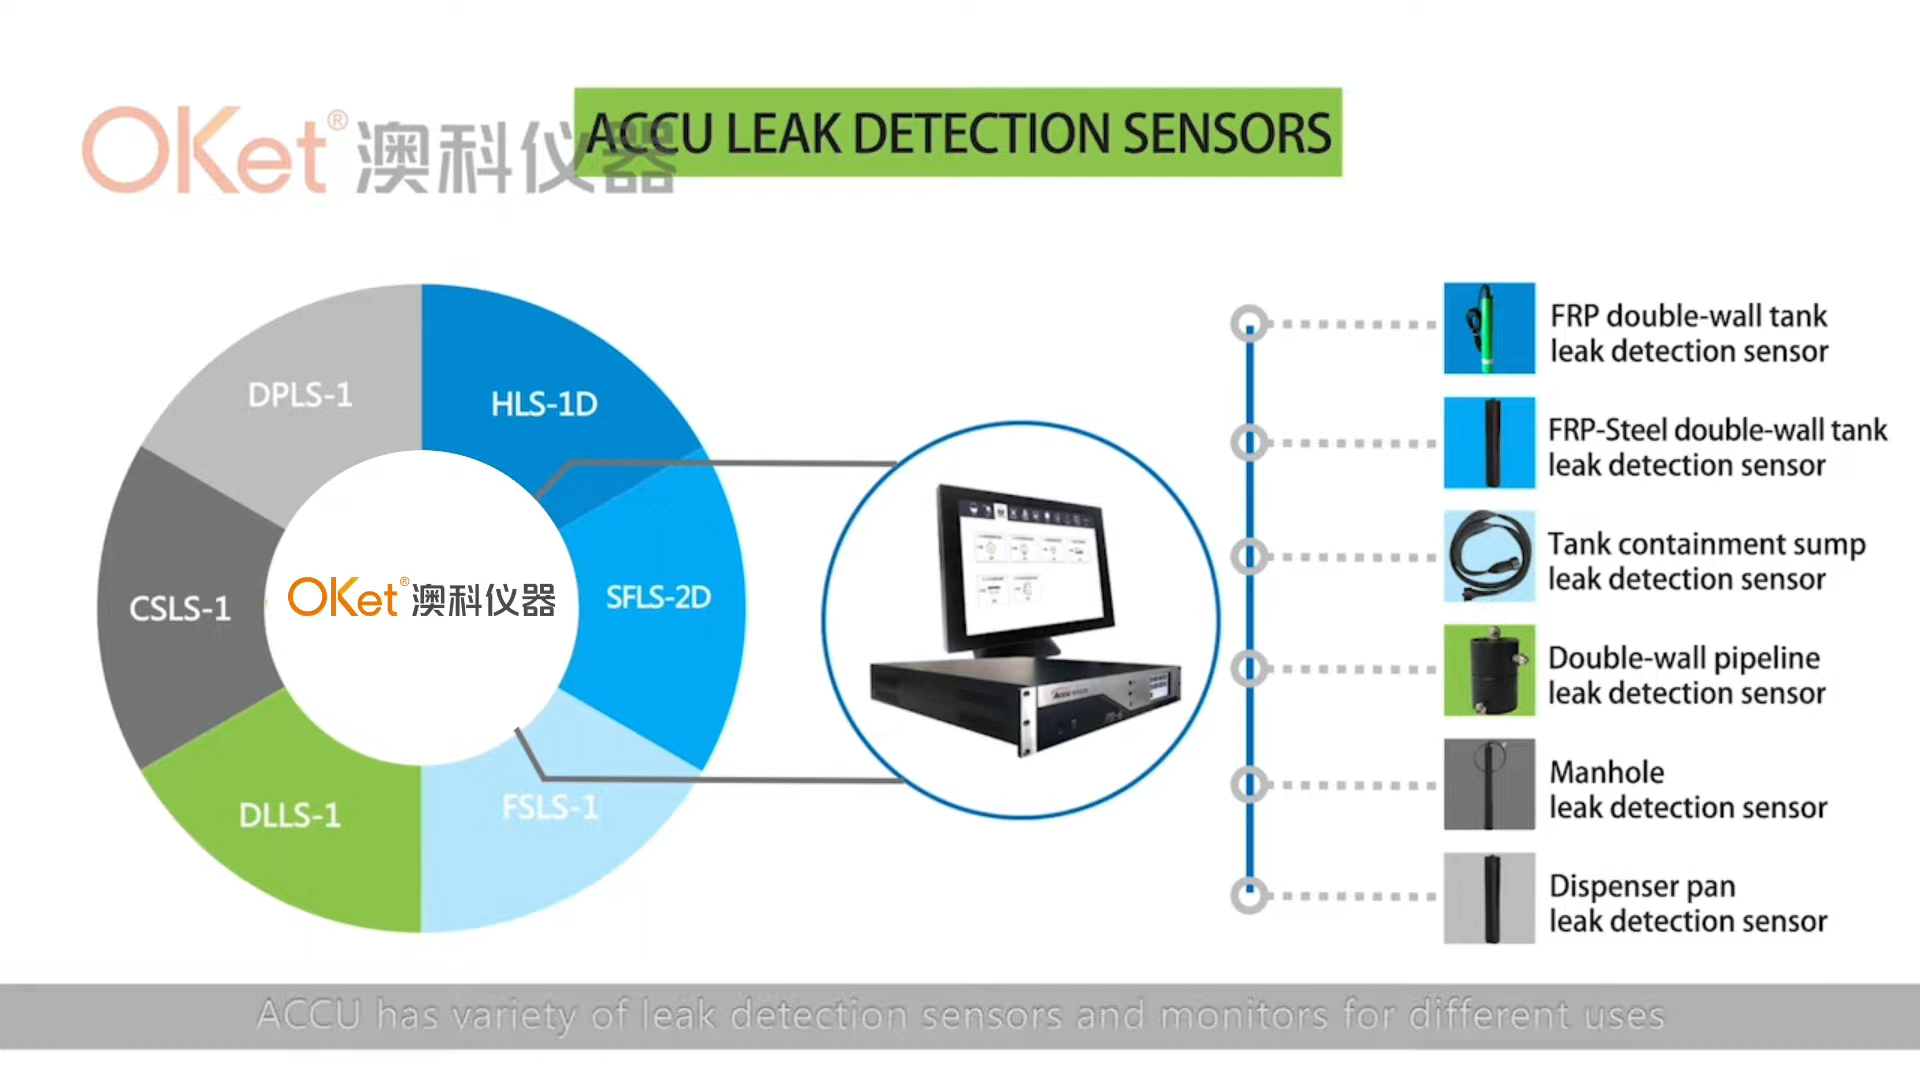 OKet® 澳科仪器
ACCU LEAK DETECTION SENSORS
DPLS-1
HLS-1D
CSLS-1
SFLS-2D
DLLS-1
FSLS-1
OKet® 澳科仪器
ACCU
FRP double-wall tank
leak detection sensor
FRP-Steel double-wall tank
leak detection sensor
Tank containment sump
leak detection sensor
Double-wall pipeline
leak detection sensor
Manhole
leak detection sensor
Dispenser pan
leak detection sensor
ACCU has variety of leak detection sensors and monitors for different uses